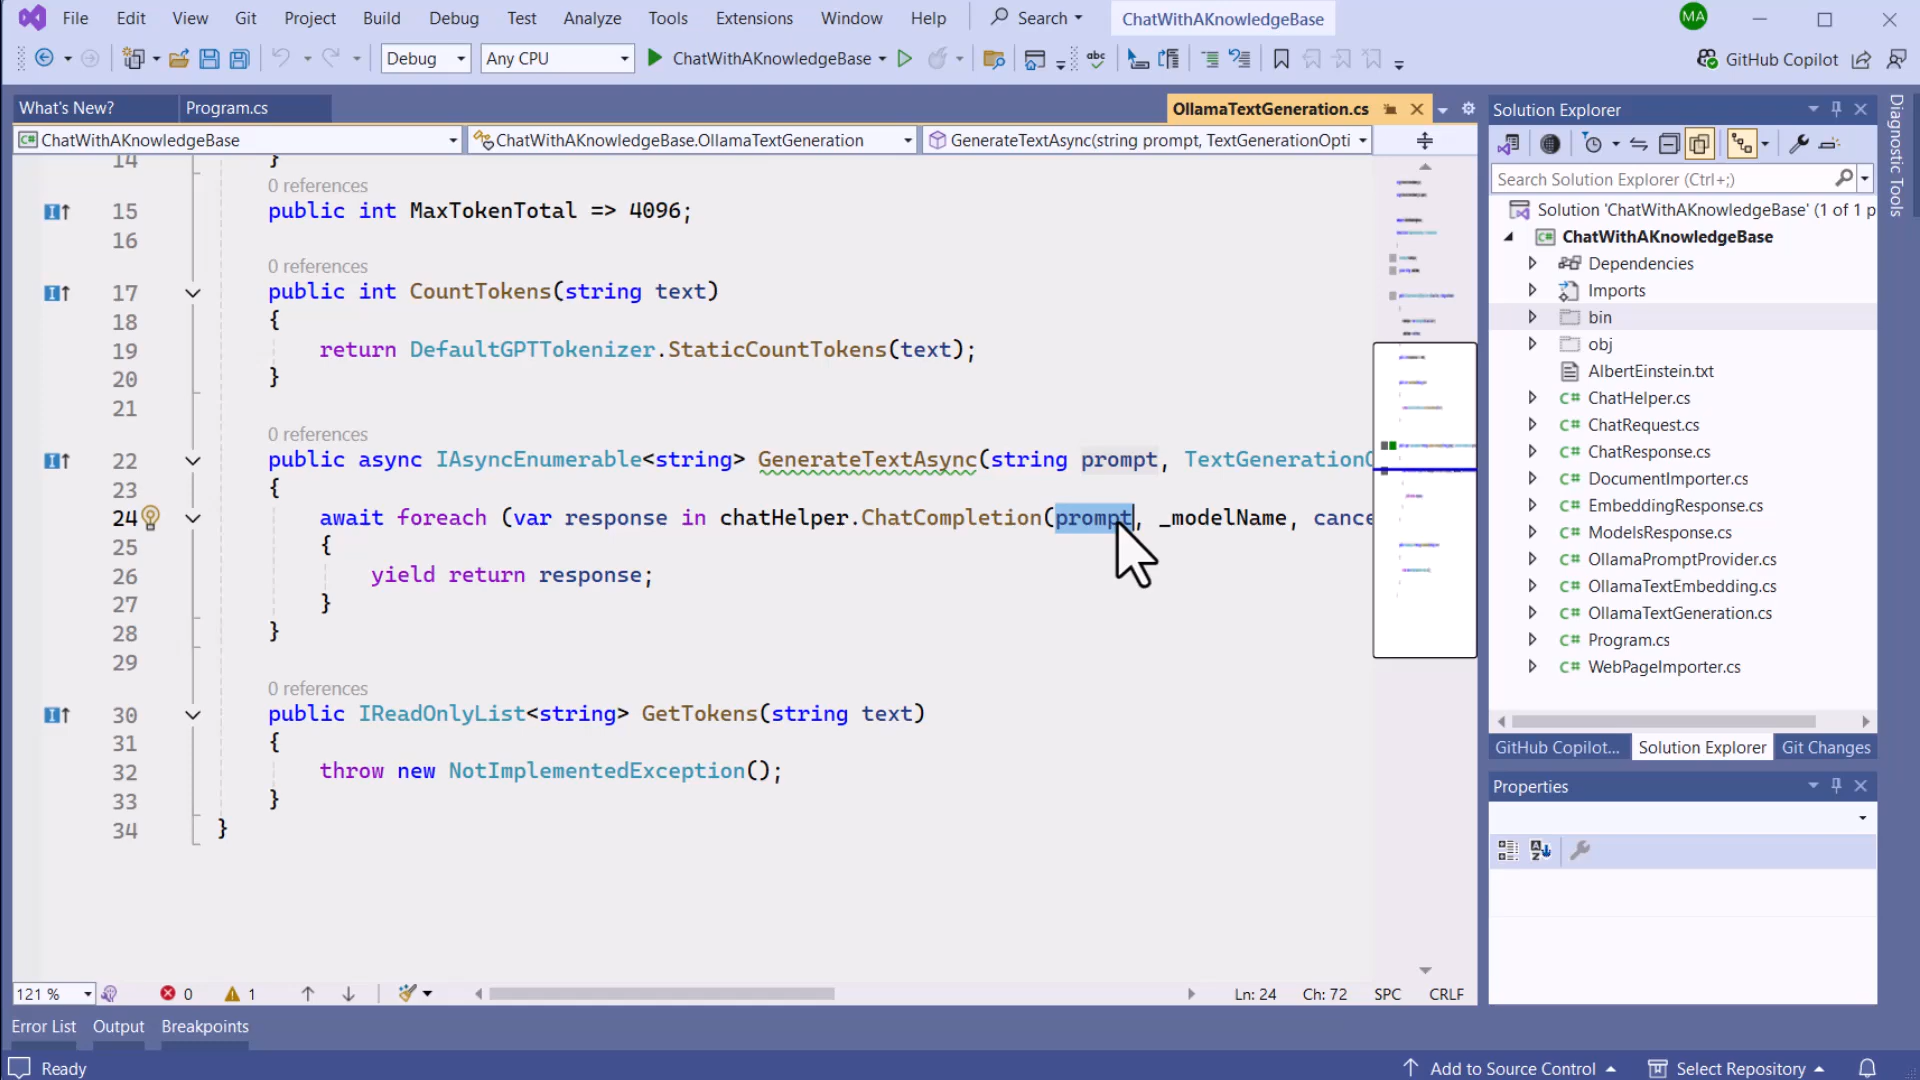 File Edit View Git Project Build Debug Test Analyze Tools Extensions Window Help Search ChatWithAKnowledgeBase MA
Debug Any CPU ChatWithAKnowledgeBase abc GitHub Copilot
What's New? Program.cs OllamaTextGeneration.cs
ChatWithAKnowledgeBase ChatWithAKnowledgeBase.OllamaTextGeneration GenerateTextAsync(string prompt, TextGenerationOpti
14 }
0 references
15 public int MaxTokenTotal => 4096;
16
0 references
17 public int CountTokens(string text)
18 {
19 return DefaultGPTTokenizer.StaticCountTokens(text);
20 }
21
0 references
22 public async IAsyncEnumerable<string> GenerateTextAsync(string prompt, TextGenerationO
23 {
24 await foreach (var response in chatHelper.ChatCompletion(prompt, _modelName, cance
25 {
26 yield return response;
27 }
28 }
29
0 references
30 public IReadOnlyList<string> GetTokens(string text)
31 {
32 throw new NotImplementedException();
33 }
34 }
121 % 0 1 Ln: 24 Ch: 72 SPC CRLF
Solution Explorer
Search Solution Explorer (Ctrl+;)
Solution 'ChatWithAKnowledgeBase' (1 of 1 p
ChatWithAKnowledgeBase
Dependencies
Imports
bin
obj
AlbertEinstein.txt
C# ChatHelper.cs
C# ChatRequest.cs
C# ChatResponse.cs
C# DocumentImporter.cs
C# EmbeddingResponse.cs
C# ModelsResponse.cs
C# OllamaPromptProvider.cs
C# OllamaTextEmbedding.cs
C# OllamaTextGeneration.cs
C# Program.cs
C# WebPageImporter.cs
GitHub Copilot... Solution Explorer Git Changes
Properties
Diagnostic Tools
Error List Output Breakpoints
Ready Add to Source Control Select Repository